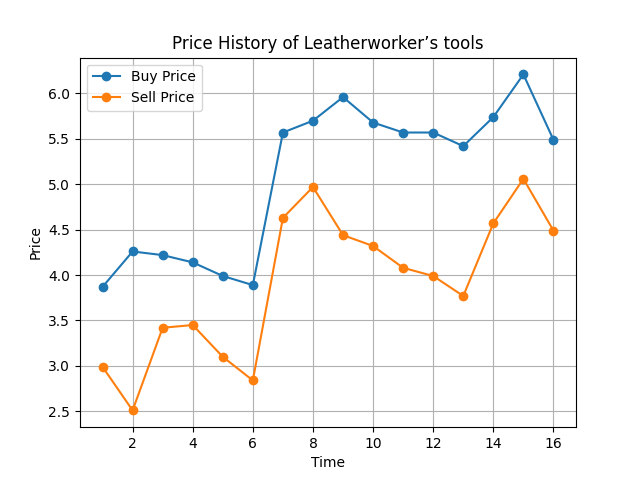 Price History of Leatherworker’s tools
Buy Price
Sell Price
6.0
5.5
5.0
4.5
4.0
3.5
3.0
2.5
Price
2 4 6 8 10 12 14 16
Time